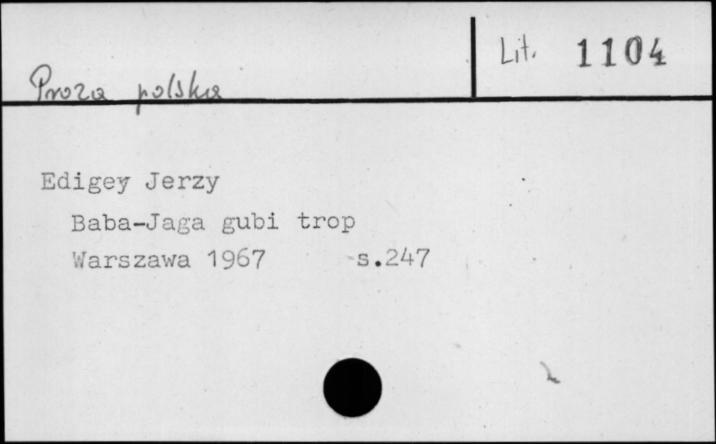 Proza polska
Lit. 1104
Edigey Jerzy
Baba-Jaga gubi trop
Warszawa 1967 s.247